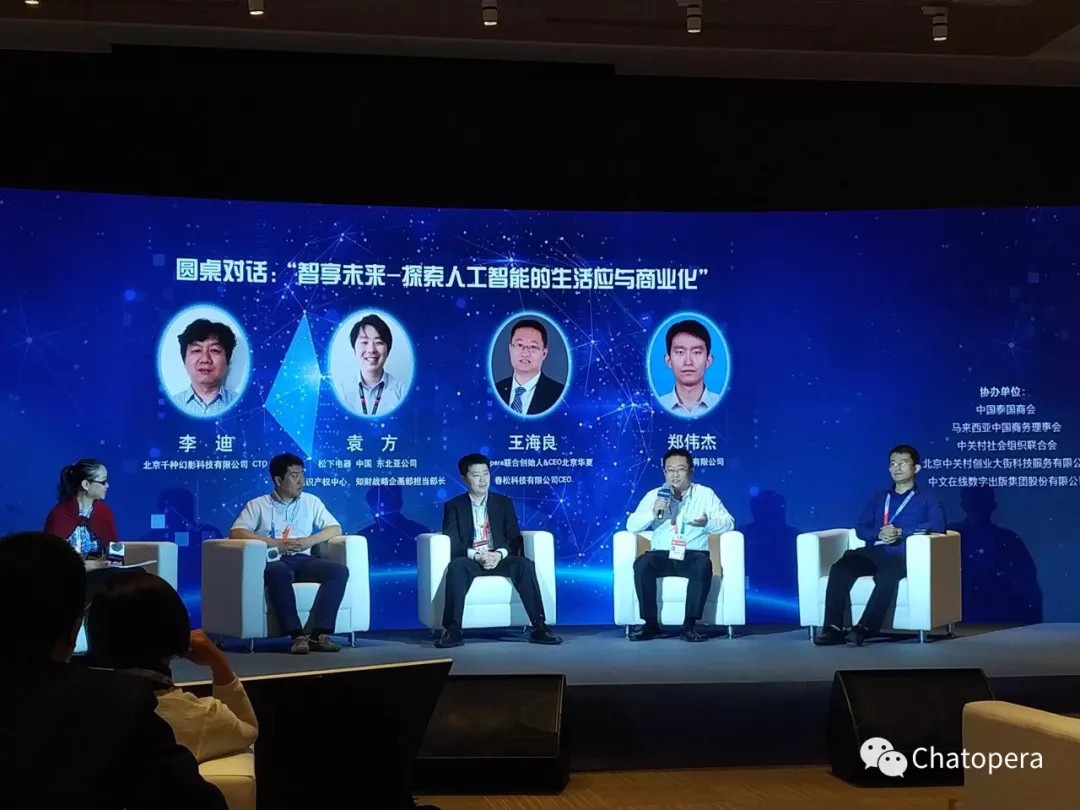 圆桌对话：“智享未来-探索人工智能的生活应与商业化”
李 迪
北京千种幻影科技有限公司 CTO
袁 方
松下电器 中国 东北亚公司
识产权中心、知财战略企画部担当部长
王海良
pera联合创始人&CEO北京华夏
春松科技有限公司CEO
郑伟杰
有限公司
协办单位：
中国泰国商会
马来西亚中国商务理事会
中关村社会组织联合会
北京中关村创业大街科技服务有限公
中文在线数字出版集团股份有限公
Chatopera